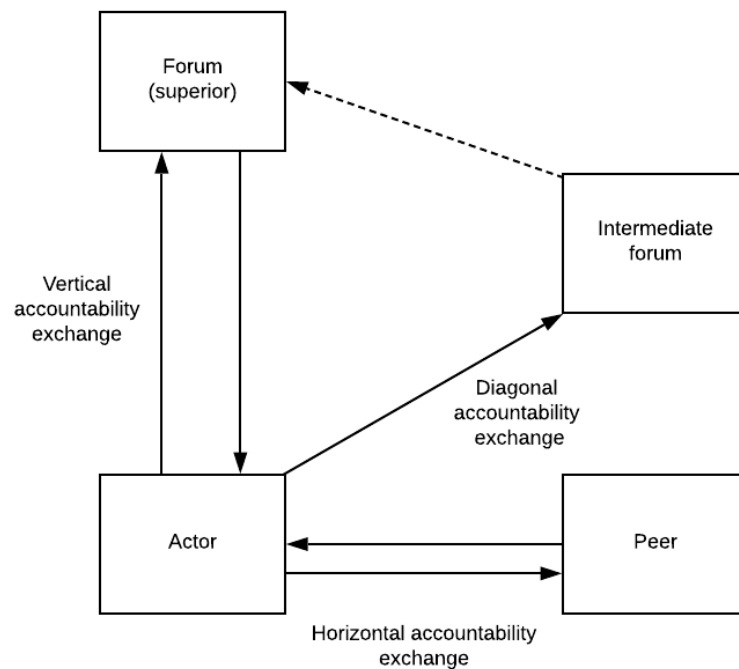 Forum
(superior)
Intermediate
forum
Vertical
accountability
exchange
Diagonal
accountability
exchange
Actor
Peer
Horizontal accountability
exchange